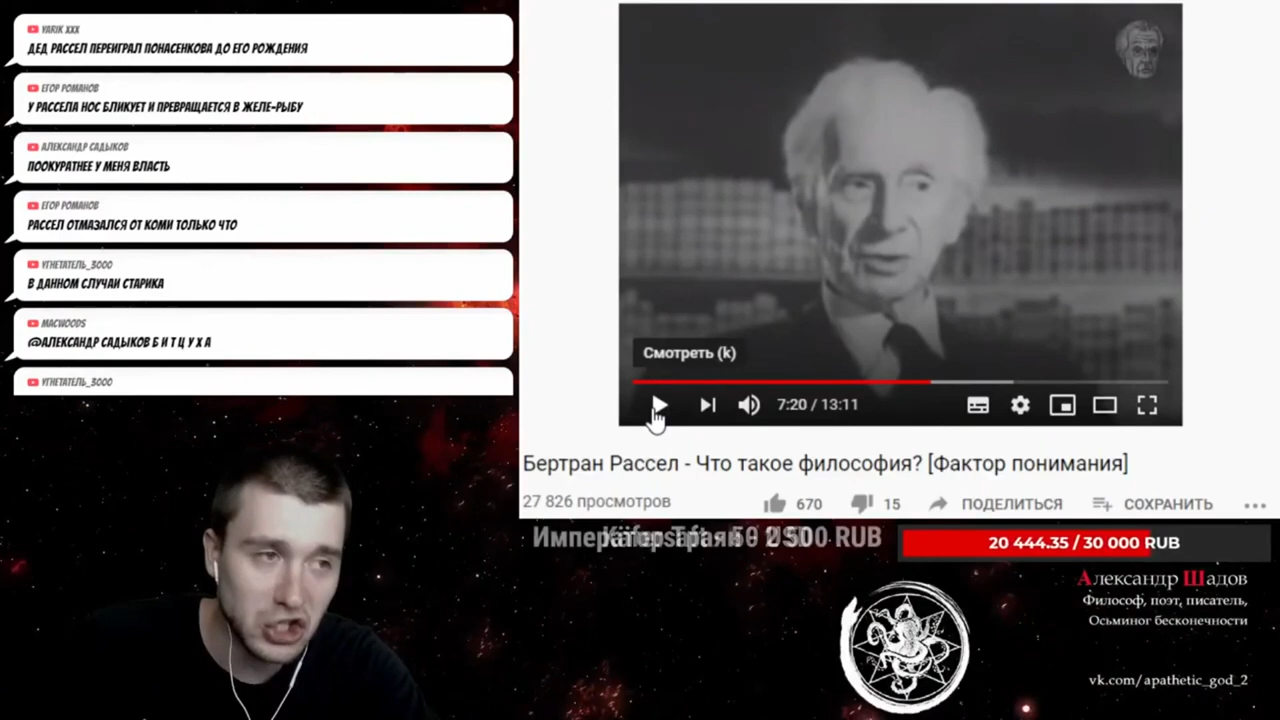 YARIK XXX
ДЕД РАССЕЛ ПЕРЕИГРАЛ ПОНАСЕНКОВА ДО ЕГО РОЖДЕНИЯ
ЕГОР РОМАНОВ
У РАССЕЛА НОС БЛИКУЕТ И ПРЕВРАЩАЕТСЯ В ЖЕЛЕ-РЫБУ
АЛЕКСАНДР САДЫКОВ
ПООКУРАТНЕЕ У МЕНЯ ВЛАСТЬ
ЕГОР РОМАНОВ
РАССЕЛ ОТМАЗАЛСЯ ОТ КОМИ ТОЛЬКО ЧТО
УГНЕТАТЕЛЬ_3000
В ДАННОМ СЛУЧАИ СТАРИКА
MACWOODS
@АЛЕКСАНДР САДЫКОВ Б И Т Ц У Х А
УГНЕТАТЕЛЬ_3000
Смотреть (k)
7:20 / 13:11
Бертран Рассел - Что такое философия? [Фактор понимания]
27 826 просмотров
670
15
ПОДЕЛИТЬСЯ
СОХРАНИТЬ
RUB
20 444.35 / 30 000 RUB
Александр Шадов
Философ, поэт, писатель,
Осьминог бесконечности
vk.com/apathetic_god_2